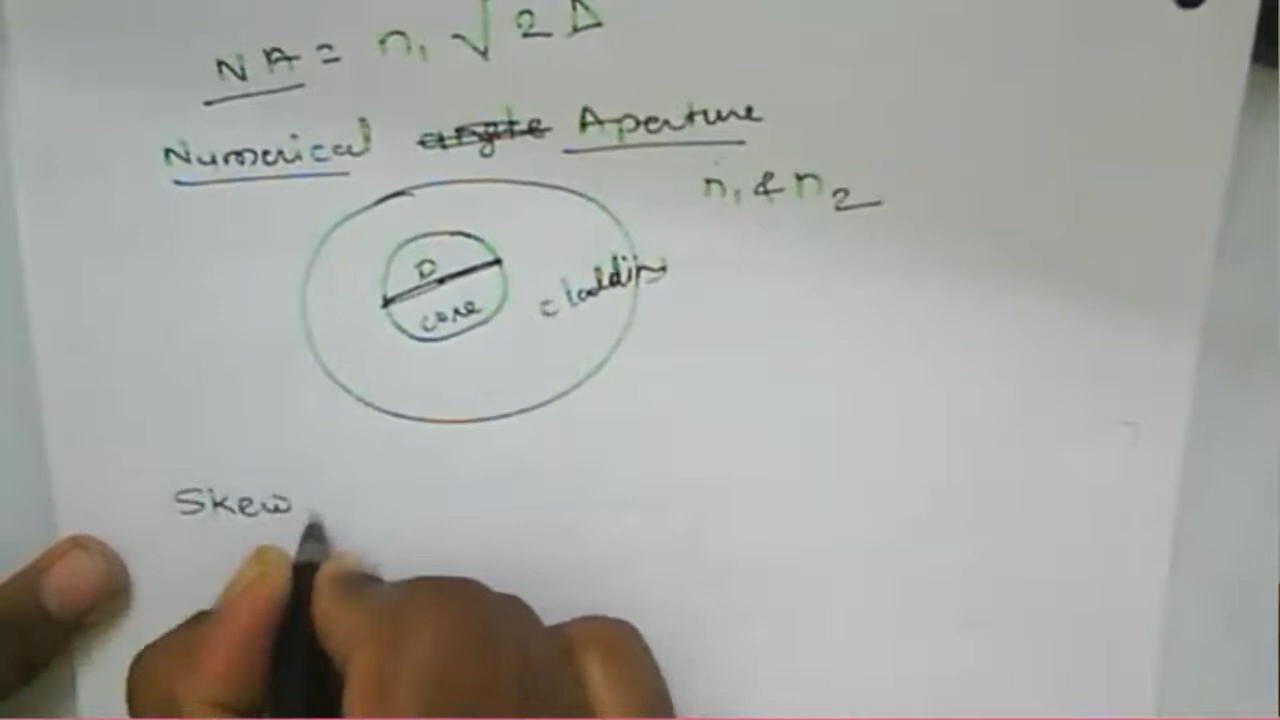 NA = n₁ √2Δ
Numerical angle Aperture
n₁ & n₂
D
core
cladding
Skew